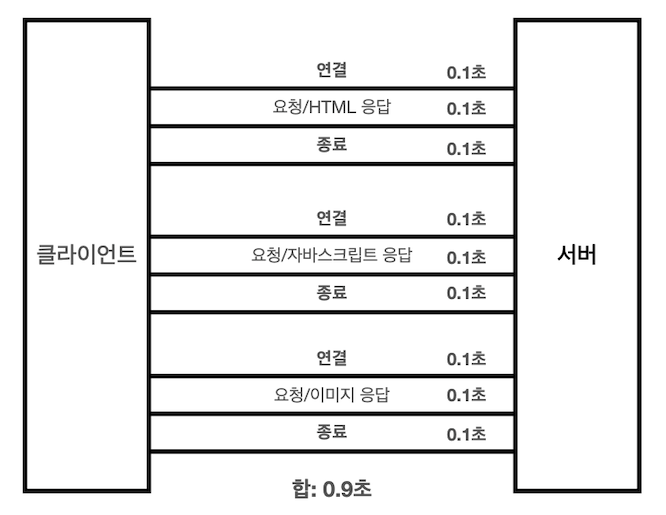 연결 0.1초
요청/HTML 응답 0.1초
종료 0.1초
연결 0.1초
클라이언트
요청/자바스크립트 응답 0.1초
서버
종료 0.1초
연결 0.1초
요청/이미지 응답 0.1초
종료 0.1초
합: 0.9초